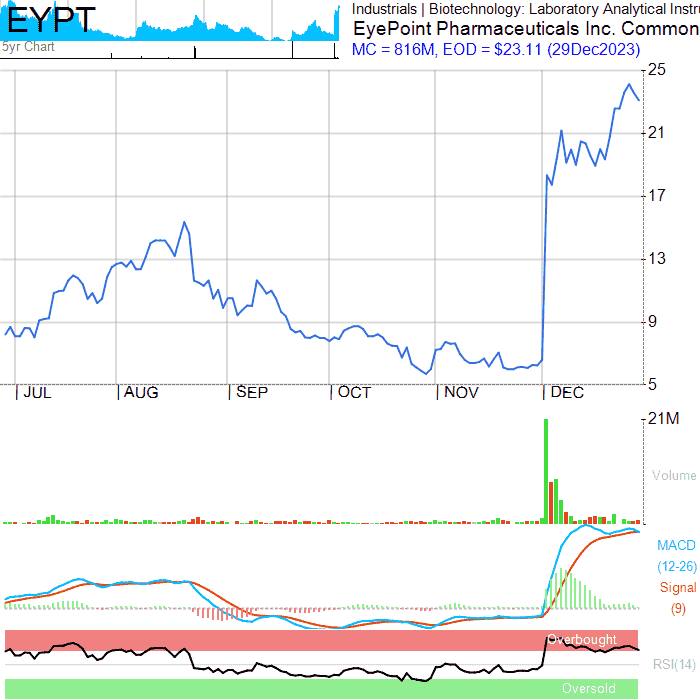 EYPT
5yr Chart
Industrials | Biotechnology: Laboratory Analytical Instru
EyePoint Pharmaceuticals Inc. Common
MC = 816M, EOD = $23.11 (29Dec2023)
25
21
17
13
9
5
JUL
AUG
SEP
OCT
NOV
DEC
21M
Volume
MACD
(12-26)
Signal
(9)
Overbought
RSI(14)
Oversold